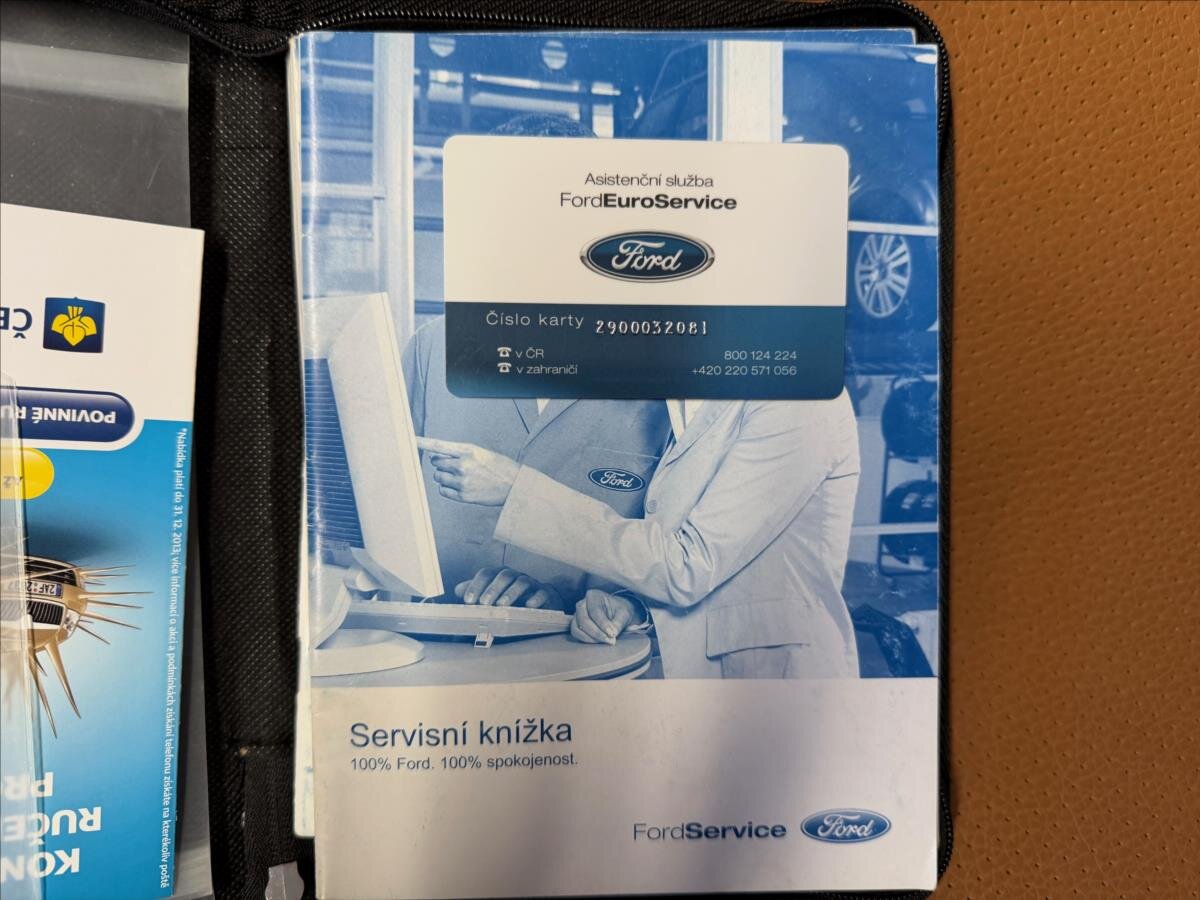 Asistenční služba
FordEuroService
Ford
Číslo karty 2900032081
☎ v ČR 800 124 224
☎ v zahraničí +420 220 571 056
Ford
Servisní knížka
100% Ford. 100% spokojenost.
FordService Ford
POVINNÉ
AŽ
*Nabídka platí do 31. 12. 2013; více informací o akci a podmínkách získání telefonu získáte na kterékoliv poště